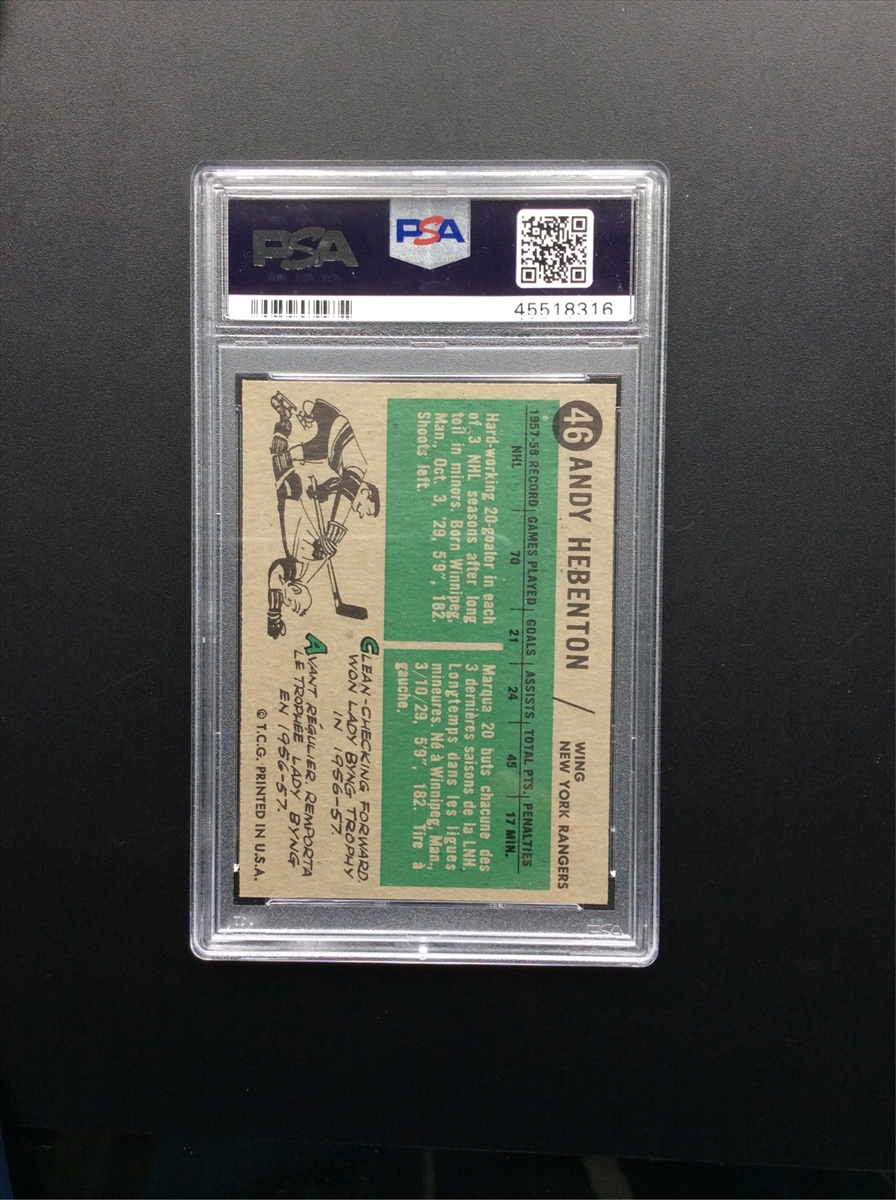 PSA
PSA
45518316
46 ANDY HEBENTON / WING
NEW YORK RANGERS
1957-58 RECORD GAMES PLAYED GOALS ASSISTS TOTAL PTS. PENALTIES
NHL 70 21 24 45 17 MIN.
Hard-working 20-goaler in each
of 3 NHL seasons after long
toil in minors. Born Winnipeg,
Man., Oct. 3, '29, 5'9", 182.
Shoots left.
Marqua 20 buts chacune des
3 dernières saisons de la LNH.
Longtemps dans les ligues
mineures. Né à Winnipeg, Man.,
3/10/29, 5'9", 182. Tire à
gauche.
CLEAN-CHECKING FORWARD
WON LADY BYNG TROPHY
IN 1956-57.
AVANT RÉGULIER REMPORTA
LE TROPHÉE LADY BYNG
EN 1956-57.
© T.C.G. PRINTED IN U.S.A.
PSA